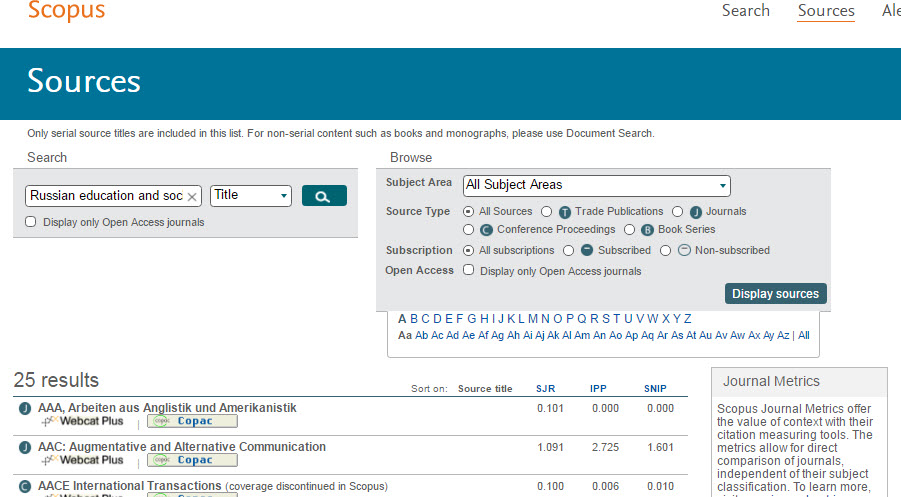 Scopus
Search Sources Ale
Sources
Only serial source titles are included in this list. For non-serial content such as books and monographs, please use Document Search.
Search
Russian education and soc × Title
Display only Open Access journals
Browse
Subject Area All Subject Areas
Source Type All Sources T Trade Publications J Journals
C Conference Proceedings B Book Series
Subscription All subscriptions Subscribed Non-subscribed
Open Access Display only Open Access journals
Display sources
A B C D E F G H I J K L M N O P Q R S T U V W X Y Z
Aa Ab Ac Ad Ae Af Ag Ah Ai Aj Ak Al Am An Ao Ap Aq Ar As At Au Av Aw Ax Ay Az | All
25 results
Sort on: Source title SJR IPP SNIP
J AAA, Arbeiten aus Anglistik und Amerikanistik 0.101 0.000 0.000
Webcat Plus | copac Copac
J AAC: Augmentative and Alternative Communication 1.091 2.725 1.601
Webcat Plus | copac Copac
C AACE International Transactions (coverage discontinued in Scopus) 0.100 0.006 0.010
Webcat Plus Copac
Journal Metrics
Scopus Journal Metrics offer
the value of context with their
citation measuring tools. The
metrics allow for direct
comparison of journals,
independent of their subject
classification. To learn more,